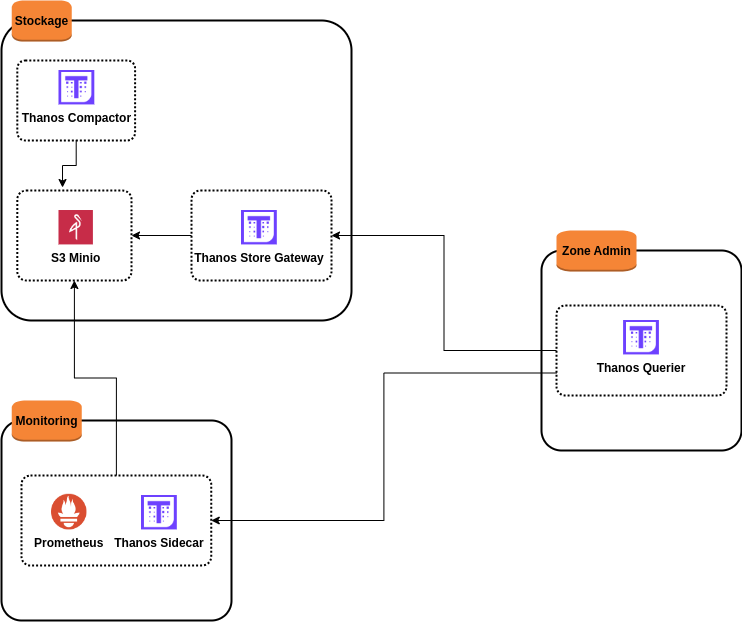 Stockage
Thanos Compactor
S3 Minio
Thanos Store Gateway
Zone Admin
Thanos Querier
Monitoring
Prometheus
Thanos Sidecar